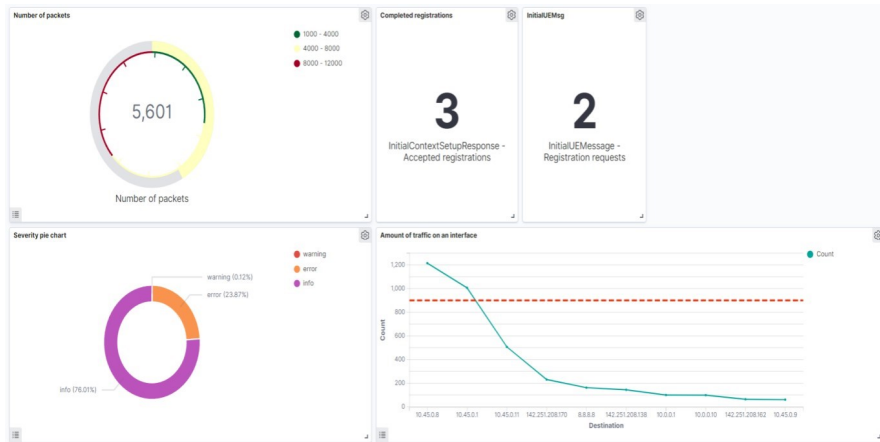 Number of packets
1000 - 4000
4000 - 8000
8000 - 12000
5,601
Number of packets
Completed registrations
3
InitialContextSetupResponse -
Accepted registrations
InitialUEMsg
2
InitialUEMessage -
Registration requests
Severity pie chart
warning
error
info
warning (0.12%)
error (23.87%)
info (76.01%)
Amount of traffic on an interface
Count
1,200
1,000
800
600
400
200
0
Count
10.45.0.8 10.45.0.1 10.45.0.11 142.251.208.170 8.8.8.8 142.251.208.138 10.0.0.1 10.0.0.10 142.251.208.162 10.45.0.9
Destination